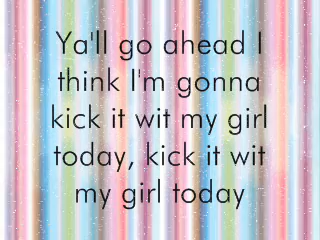 Ya'll go ahead I
think I'm gonna
kick it wit my girl
today, kick it wit
my girl today